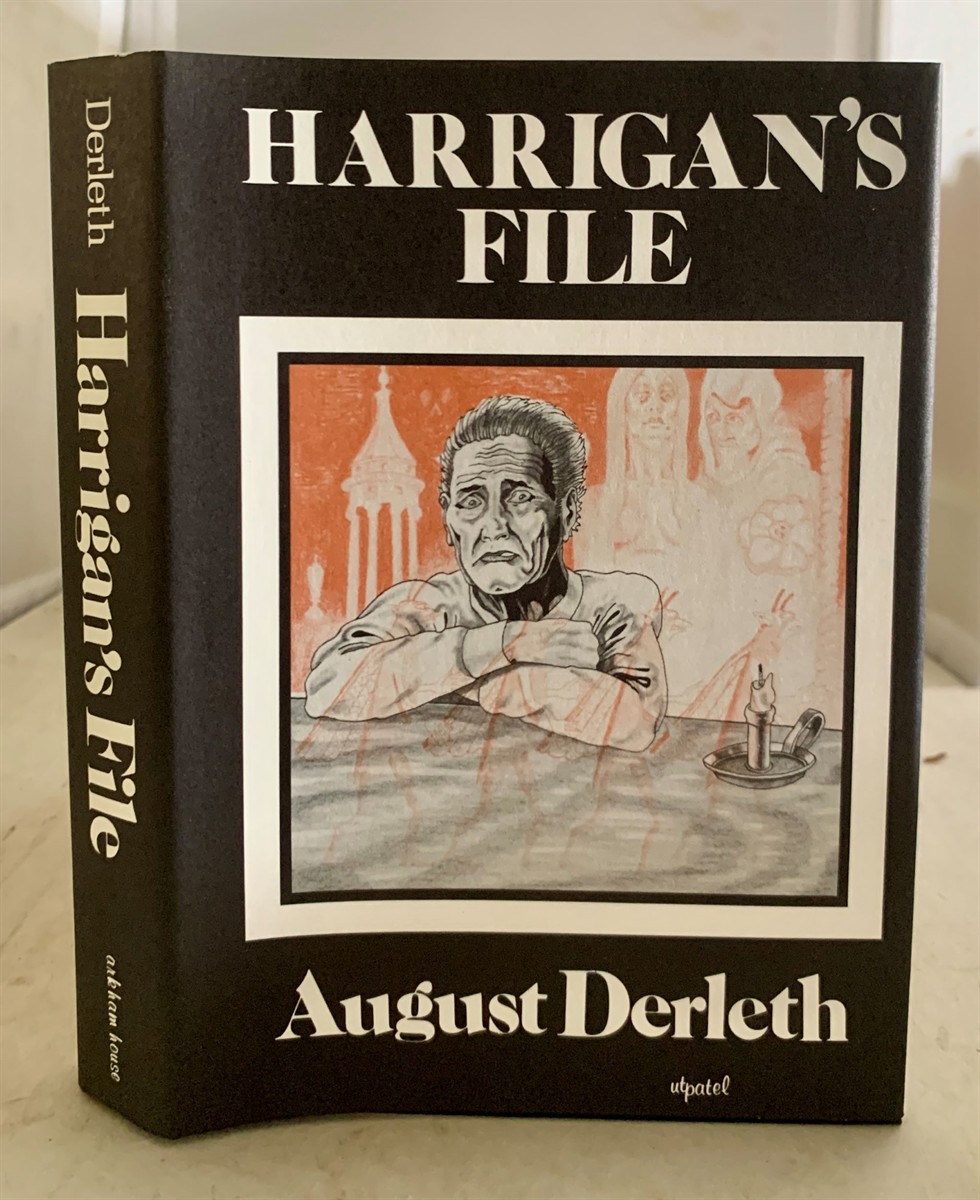 Derleth Harrigan's File arkham house
HARRIGAN'S
FILE
August Derleth
utpatel